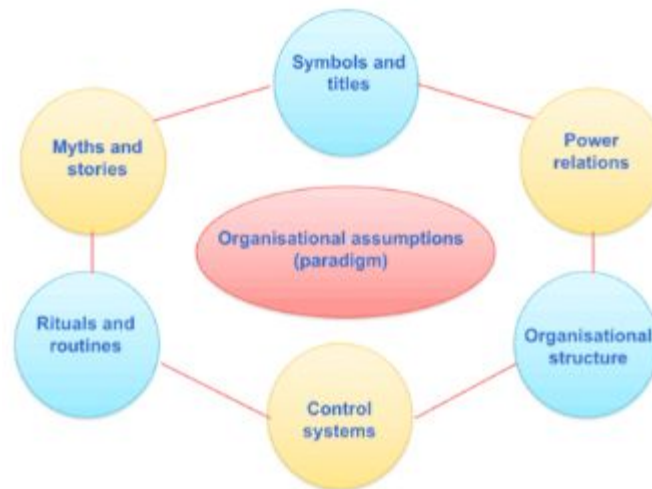 Symbols and
titles
Myths and
stories
Power
relations
Organisational assumptions
(paradigm)
Rituals and
routines
Organisational
structure
Control
systems